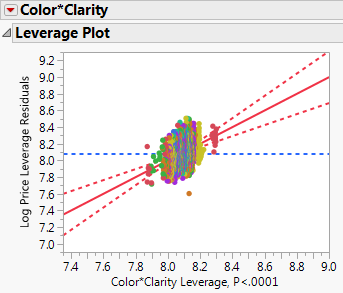 Color*Clarity
Leverage Plot
Log Price Leverage Residuals
9.2
9.0
8.8
8.6
8.4
8.2
8.0
7.8
7.6
7.4
7.2
7.0
7.4 7.6 7.8 8.0 8.2 8.4 8.6 8.8 9.0
Color*Clarity Leverage, P<.0001